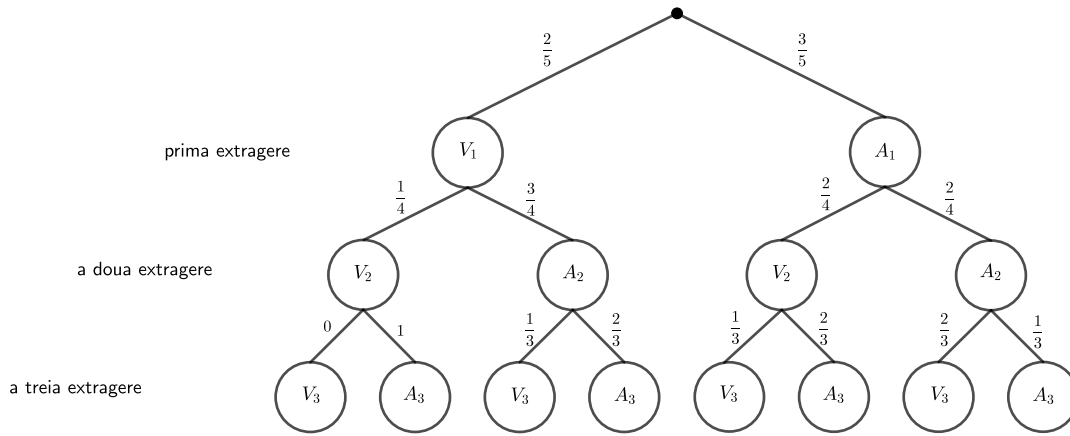 2/5 3/5
prima extragere V₁ A₁
1/4 3/4 2/4 2/4
a doua extragere V₂ A₂ V₂ A₂
0 1 1/3 2/3 1/3 2/3 2/3 1/3
a treia extragere V₃ A₃ V₃ A₃ V₃ A₃ V₃ A₃